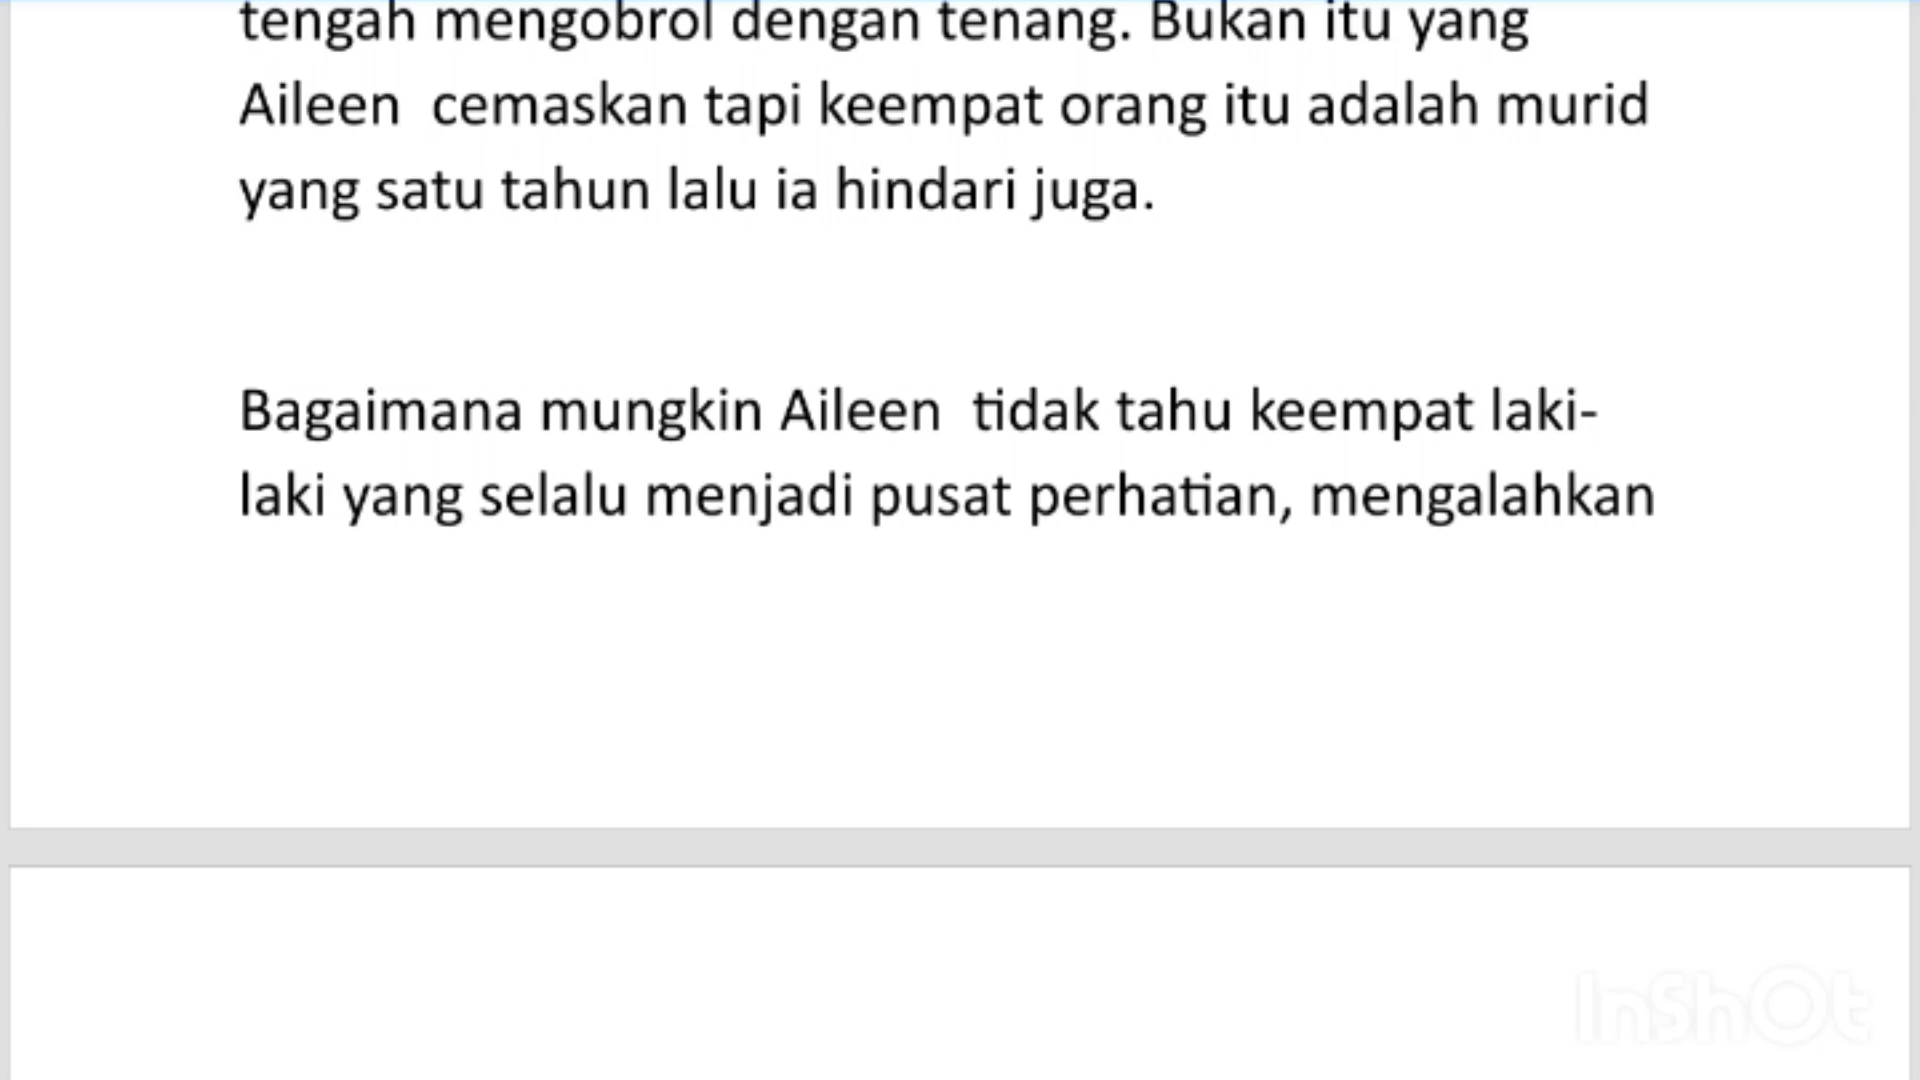 tengah mengobrol dengan tenang. Bukan itu yang
Aileen  cemaskan tapi keempat orang itu adalah murid
yang satu tahun lalu ia hindari juga.
Bagaimana mungkin Aileen  tidak tahu keempat laki-
laki yang selalu menjadi pusat perhatian, mengalahkan
InShOt